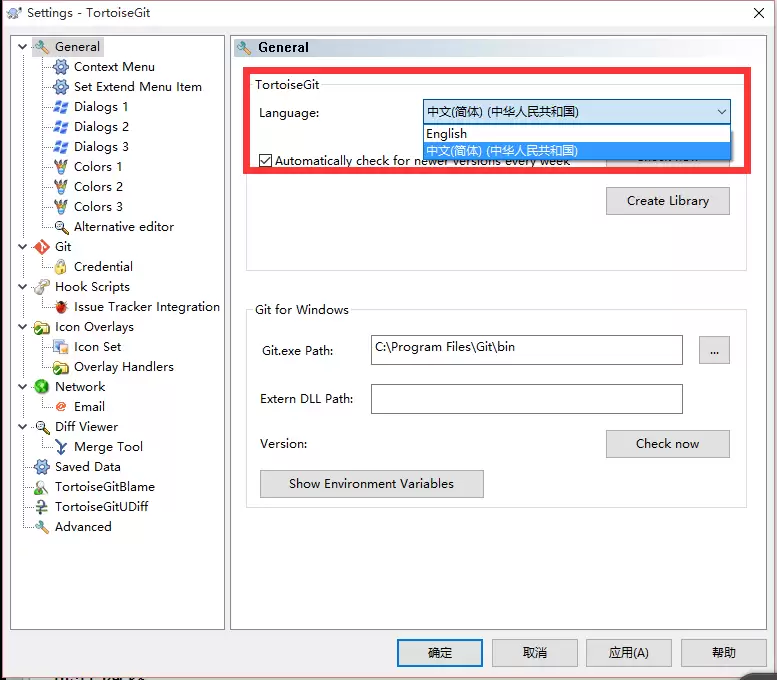 Settings - TortoiseGit
General
Context Menu
Set Extend Menu Item
Dialogs 1
Dialogs 2
Dialogs 3
Colors 1
Colors 2
Colors 3
Alternative editor
Git
Credential
Hook Scripts
Issue Tracker Integration
Icon Overlays
Icon Set
Overlay Handlers
Network
Email
Diff Viewer
Merge Tool
Saved Data
TortoiseGitBlame
TortoiseGitUDiff
Advanced
General
TortoiseGit
Language:
中文(简体) (中华人民共和国)
English
中文(简体) (中华人民共和国)
Automatically check for newer versions every week
Create Library
Git for Windows
Git.exe Path:
C:\Program Files\Git\bin
...
Extern DLL Path:
Version:
Check now
Show Environment Variables
确定
取消
应用(A)
帮助